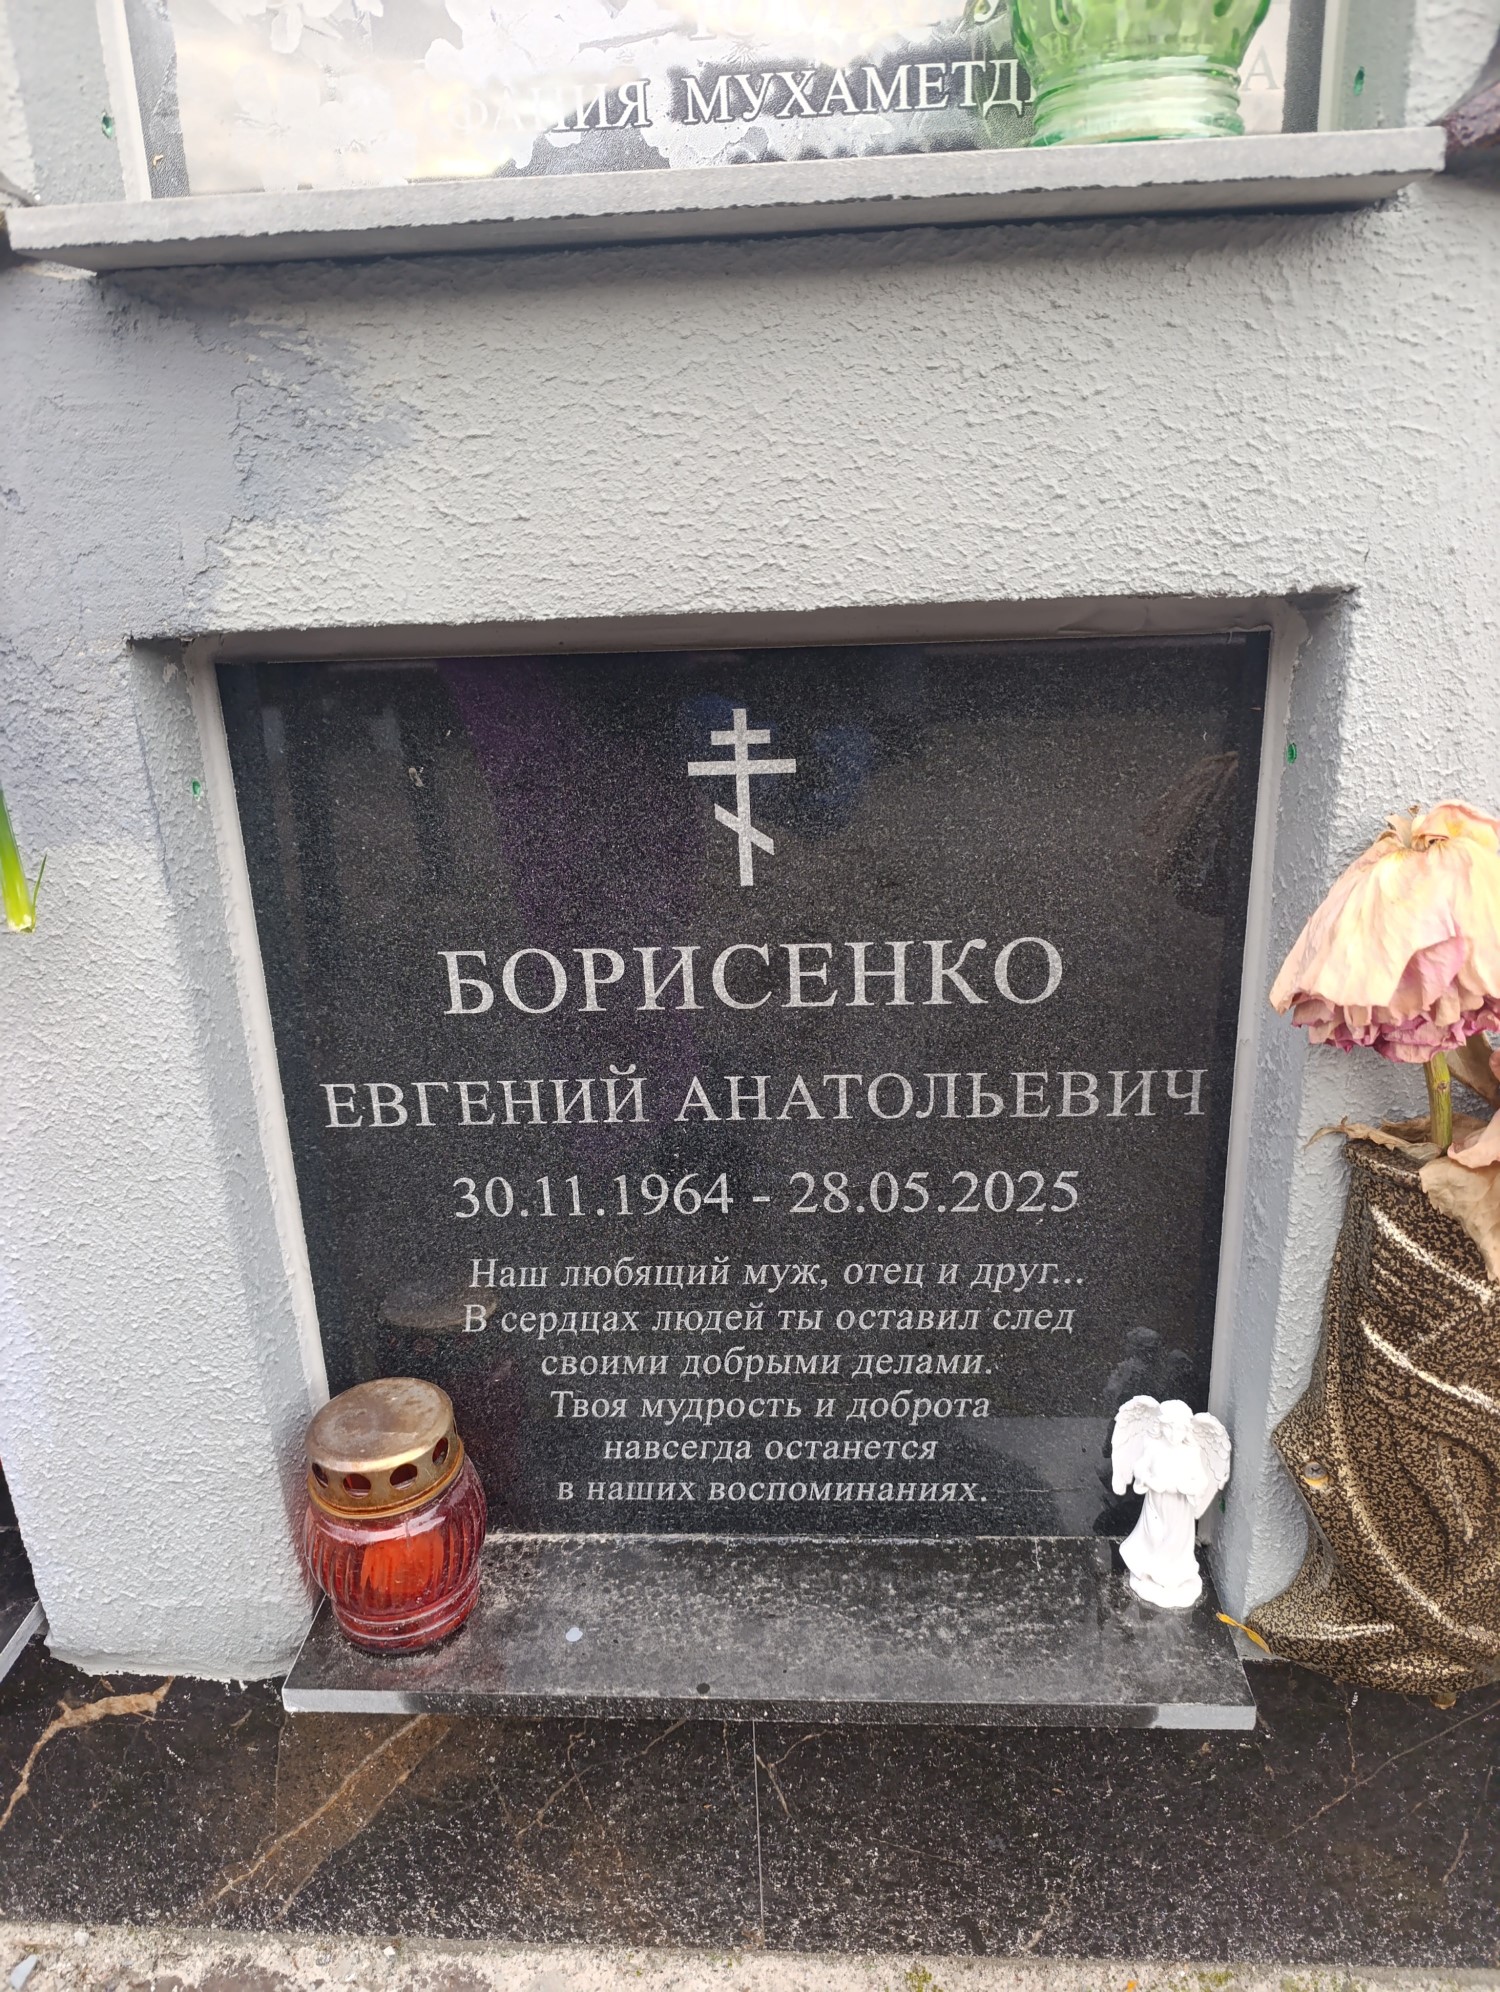 МУХАМЕТД
БОРИСЕНКО
ЕВГЕНИЙ АНАТОЛЬЕВИЧ
30.11.1964 - 28.05.2025
Наш любящий муж, отец и друг...
В сердцах людей ты оставил след
своими добрыми делами.
Твоя мудрость и доброта
навсегда останется
в наших воспоминаниях.